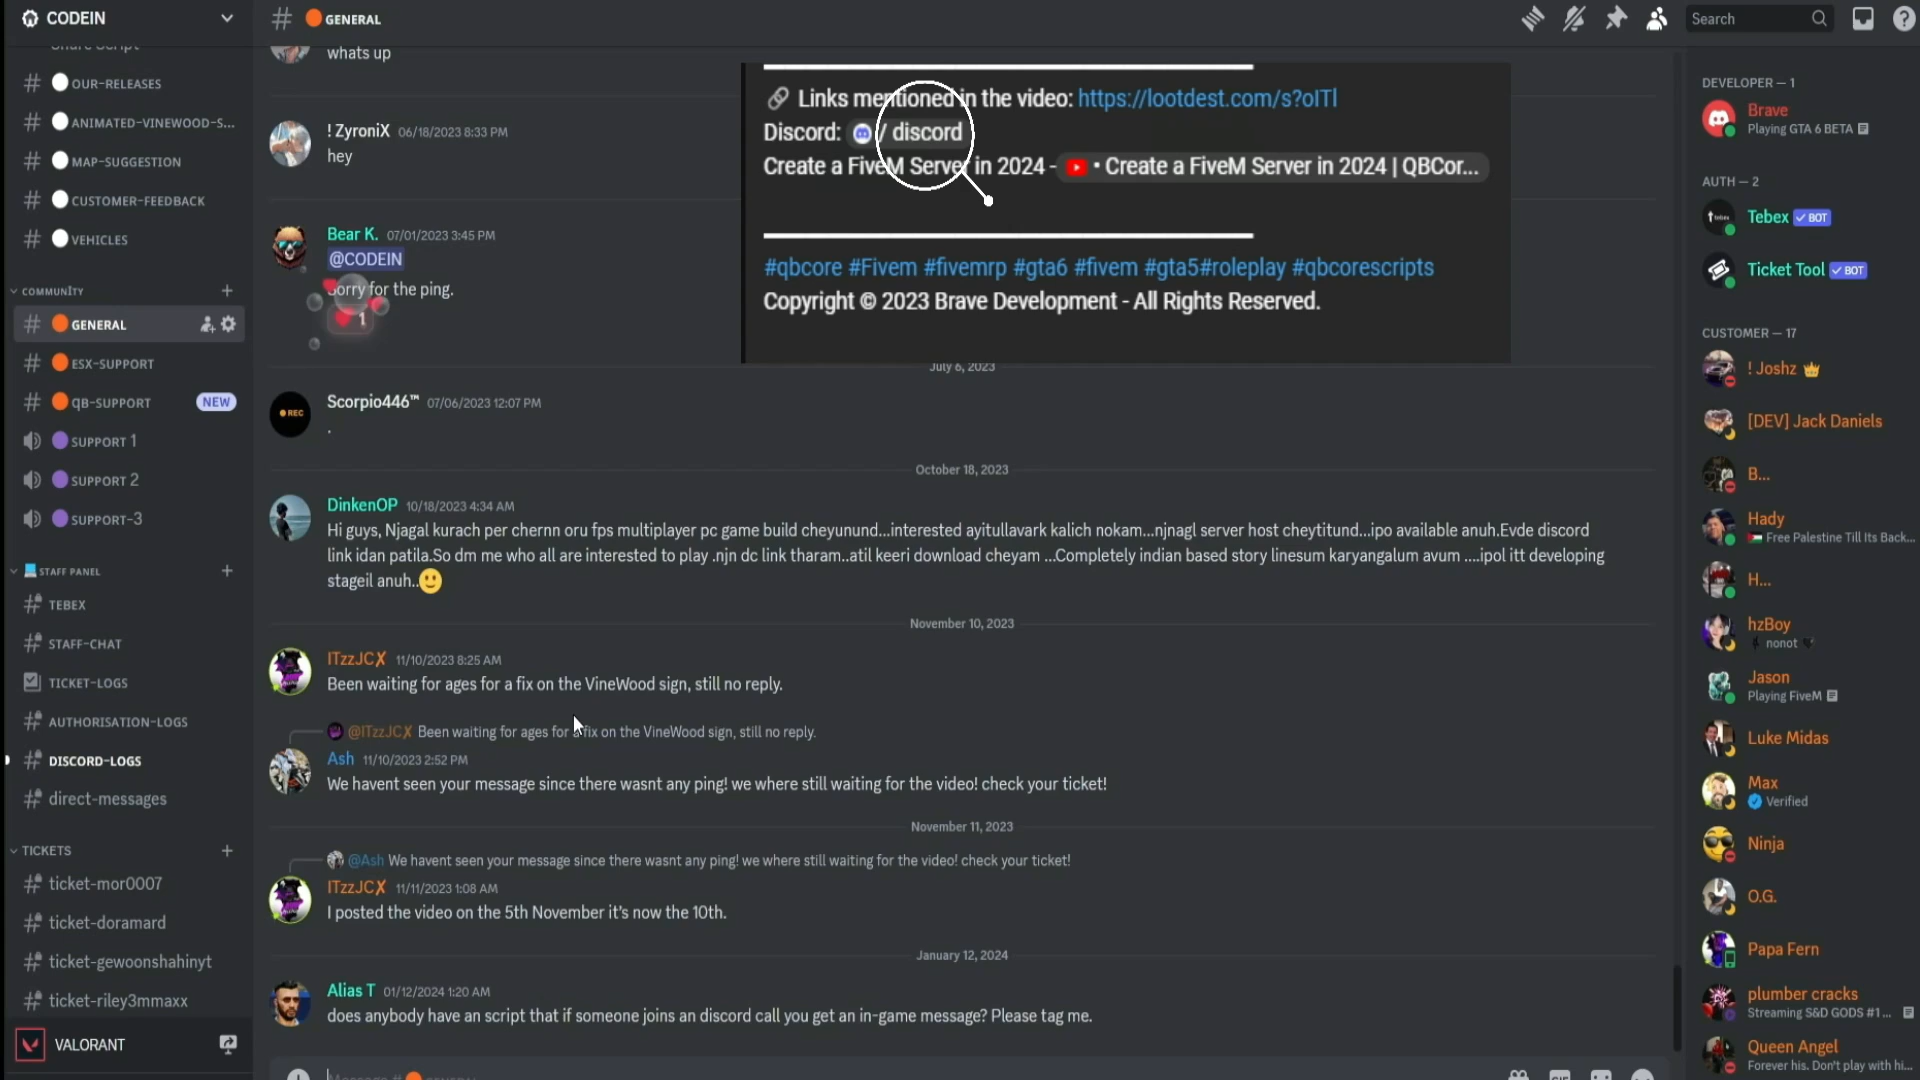 CODEIN
OUR-RELEASES
ANIMATED-VINEWOOD-S...
MAP-SUGGESTION
CUSTOMER-FEEDBACK
VEHICLES
COMMUNITY
GENERAL
ESX-SUPPORT
QB-SUPPORT NEW
SUPPORT 1
SUPPORT 2
SUPPORT-3
STAFF PANEL
TEBEX
STAFF-CHAT
TICKET-LOGS
AUTHORISATION-LOGS
DISCORD-LOGS
direct-messages
TICKETS
ticket-mor0007
ticket-doramard
ticket-gewoonshahinyt
ticket-riley3mmaxx
VALORANT
GENERAL
Search
whats up
! ZyroniX 06/18/2023 8:33 PM
hey
Bear K. 07/01/2023 3:45 PM
@CODEIN
Sorry for the ping.
1
July 6, 2023
Scorpio446™ 07/06/2023 12:07 PM
.
October 18, 2023
DinkenOP 10/18/2023 4:34 AM
Hi guys, Njagal kurach per chernn oru fps multiplayer pc game build cheyunund...interested ayitullavark kalich nokam...njnagl server host cheytitund...ipo available anuh.Evde discord
link idan patila.So dm me who all are interested to play .njn dc link tharam..atil keeri download cheyam ...Completely indian based story linesum karyangalum avum ....ipol itt developing
stageil anuh..🙂
November 10, 2023
ITzzJC✗ 11/10/2023 8:25 AM
Been waiting for ages for a fix on the VineWood sign, still no reply.
@ITzzJC✗ Been waiting for ages for a fix on the VineWood sign, still no reply.
Ash 11/10/2023 2:52 PM
We havent seen your message since there wasnt any ping! we where still waiting for the video! check your ticket!
November 11, 2023
@Ash We havent seen your message since there wasnt any ping! we where still waiting for the video! check your ticket!
ITzzJC✗ 11/11/2023 1:08 AM
I posted the video on the 5th November it's now the 10th.
January 12, 2024
Alias T 01/12/2024 1:20 AM
does anybody have an script that if someone joins an discord call you get an in-game message? Please tag me.
Links mentioned in the video: https://lootdest.com/s?oITl
Discord: / discord
Create a FiveM Server in 2024 - • Create a FiveM Server in 2024 | QBCor...
#qbcore #Fivem #fivemrp #gta6 #fivem #gta5#roleplay #qbcorescripts
Copyright © 2023 Brave Development - All Rights Reserved.
DEVELOPER — 1
Brave
Playing GTA 6 BETA
AUTH — 2
Tebex ✓ BOT
Ticket Tool ✓ BOT
CUSTOMER — 17
! Joshz
[DEV] Jack Daniels
B...
Hady
Free Palestine Till Its Back...
H...
hzBoy
nonot
Jason
Playing FiveM
Luke Midas
Max
Verified
Ninja
O.G.
Papa Fern
plumber cracks
Streaming S&D GODS #1 ...
Queen Angel
Forever his. Don't play with hi...